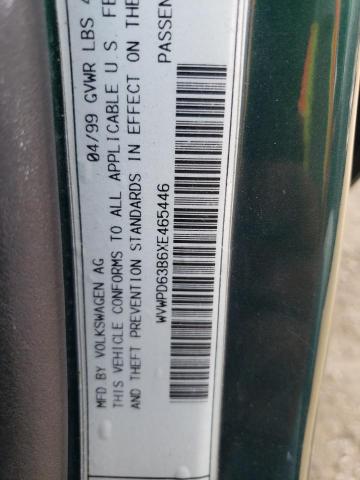 MFD BY VOLKSWAGEN AG 04/99 GVWR LBS
THIS VEHICLE CONFORMS TO ALL APPLICABLE U S FE
AND THEFT PREVENTION STANDARDS IN EFFECT ON THE
WVWPD63B6XE465446 PASSEN